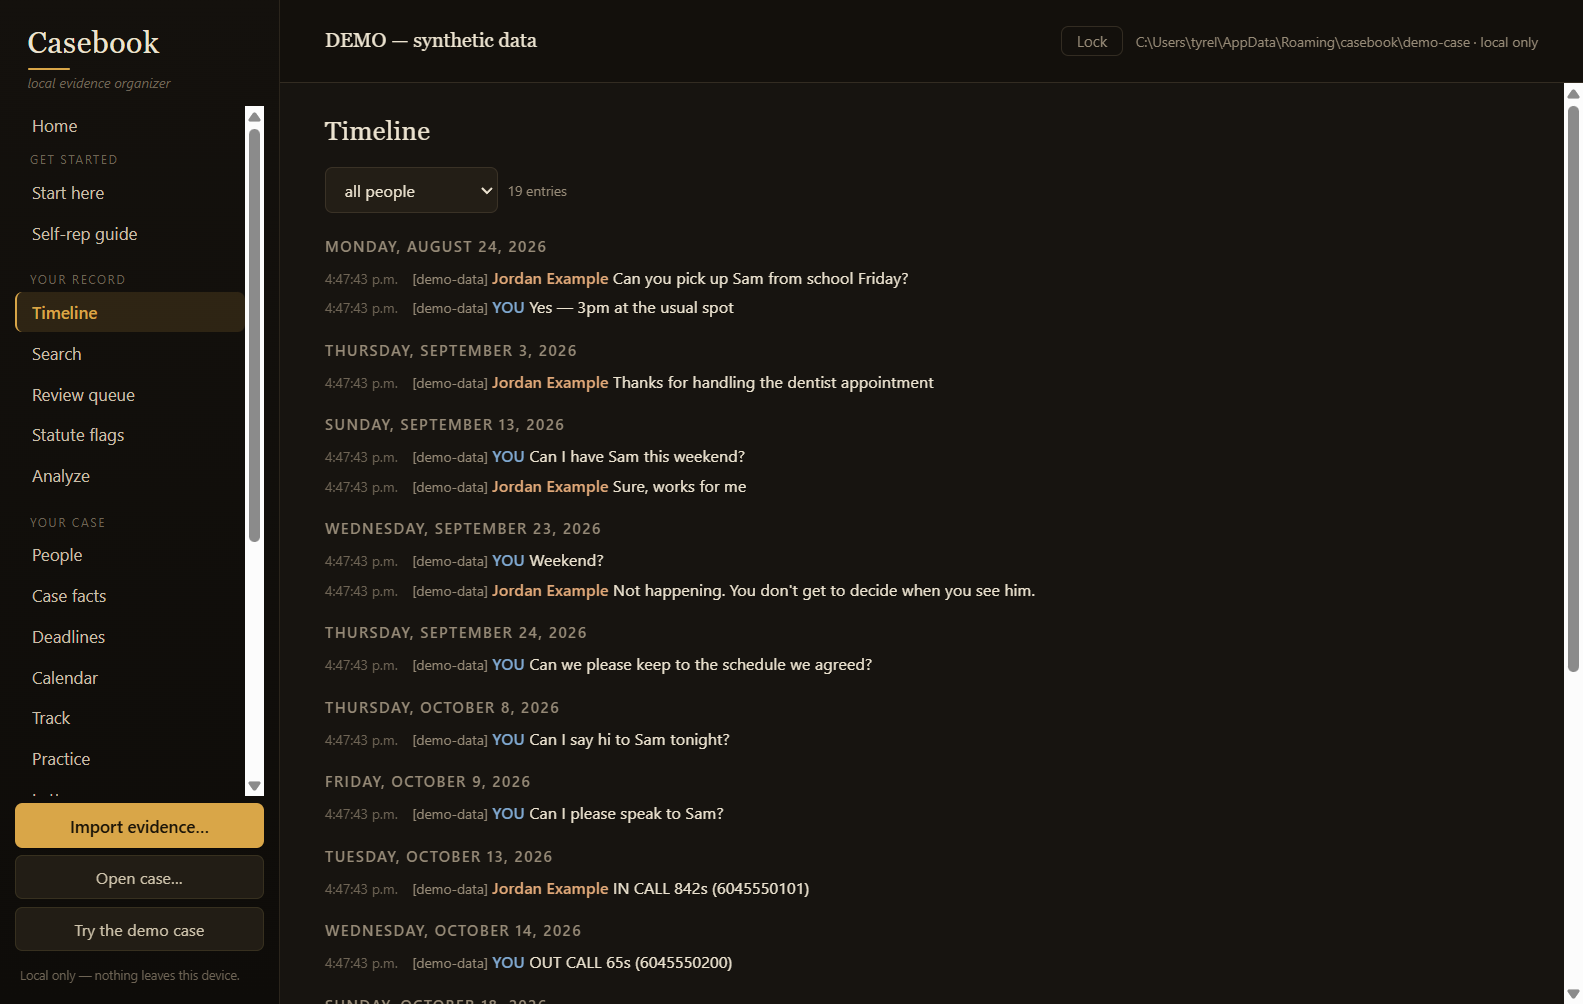 Casebook
local evidence organizer
Home
GET STARTED
Start here
Self-rep guide
YOUR RECORD
Timeline
Search
Review queue
Statute flags
Analyze
YOUR CASE
People
Case facts
Deadlines
Calendar
Track
Practice
Import evidence...
Open case...
Try the demo case
Local only — nothing leaves this device.
DEMO — synthetic data
Lock
C:\Users\tyrel\AppData\Roaming\casebook\demo-case · local only
Timeline
all people
19 entries
MONDAY, AUGUST 24, 2026
4:47:43 p.m. [demo-data] Jordan Example Can you pick up Sam from school Friday?
4:47:43 p.m. [demo-data] YOU Yes — 3pm at the usual spot
THURSDAY, SEPTEMBER 3, 2026
4:47:43 p.m. [demo-data] Jordan Example Thanks for handling the dentist appointment
SUNDAY, SEPTEMBER 13, 2026
4:47:43 p.m. [demo-data] YOU Can I have Sam this weekend?
4:47:43 p.m. [demo-data] Jordan Example Sure, works for me
WEDNESDAY, SEPTEMBER 23, 2026
4:47:43 p.m. [demo-data] YOU Weekend?
4:47:43 p.m. [demo-data] Jordan Example Not happening. You don't get to decide when you see him.
THURSDAY, SEPTEMBER 24, 2026
4:47:43 p.m. [demo-data] YOU Can we please keep to the schedule we agreed?
THURSDAY, OCTOBER 8, 2026
4:47:43 p.m. [demo-data] YOU Can I say hi to Sam tonight?
FRIDAY, OCTOBER 9, 2026
4:47:43 p.m. [demo-data] YOU Can I please speak to Sam?
TUESDAY, OCTOBER 13, 2026
4:47:43 p.m. [demo-data] Jordan Example IN CALL 842s (6045550101)
WEDNESDAY, OCTOBER 14, 2026
4:47:43 p.m. [demo-data] YOU OUT CALL 65s (6045550200)
SUNDAY, OCTOBER 18, 2026